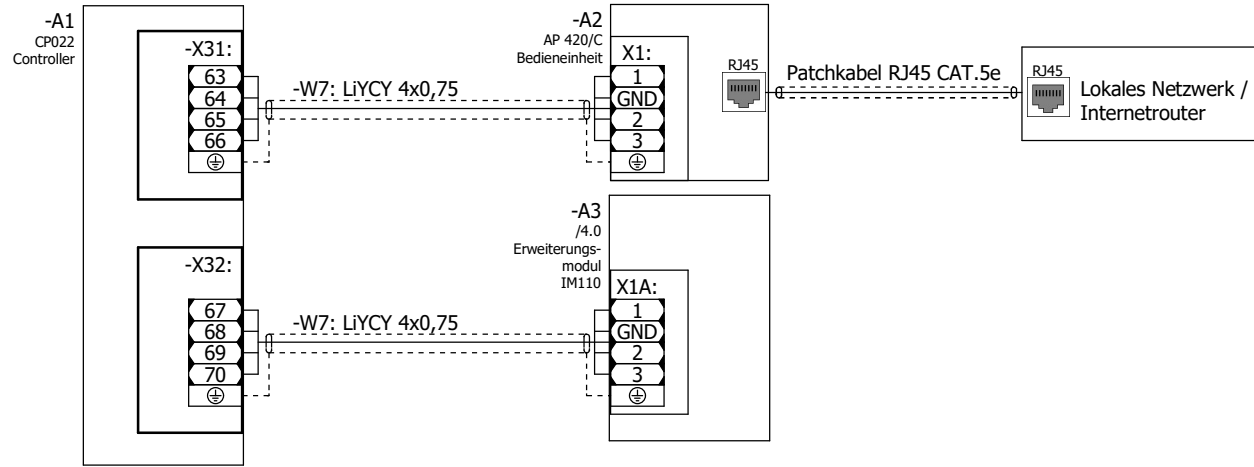 -A1
CP022
Controller
-X31:
63
64
65
66
-W7: LiYCY 4x0,75
-A2
AP 420/C
Bedieneinheit
X1:
1
GND
2
3
RJ45
Patchkabel RJ45 CAT.5e
RJ45
Lokales Netzwerk /
Internetrouter
-X32:
67
68
69
70
-W7: LiYCY 4x0,75
-A3
/4.0
Erweiterungs-
modul
IM110
X1A:
1
GND
2
3